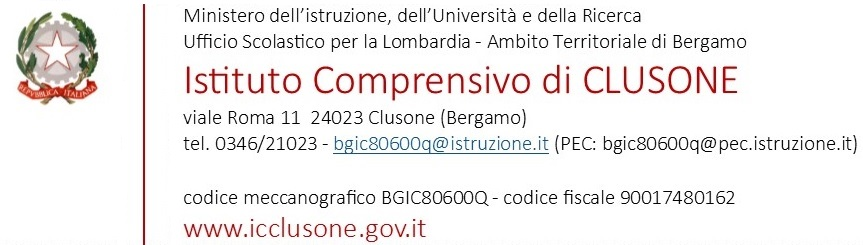 Ministero dell'istruzione, dell'Università e della Ricerca
Ufficio Scolastico per la Lombardia - Ambito Territoriale di Bergamo
Istituto Comprensivo di CLUSONE
viale Roma 11 24023 Clusone (Bergamo)
tel. 0346/21023 - bgic80600q@istruzione.it (PEC: bgic80600q@pec.istruzione.it)
codice meccanografico BGIC80600Q - codice fiscale 90017480162
www.icclusone.gov.it
REPVBBLICA ITALIANA